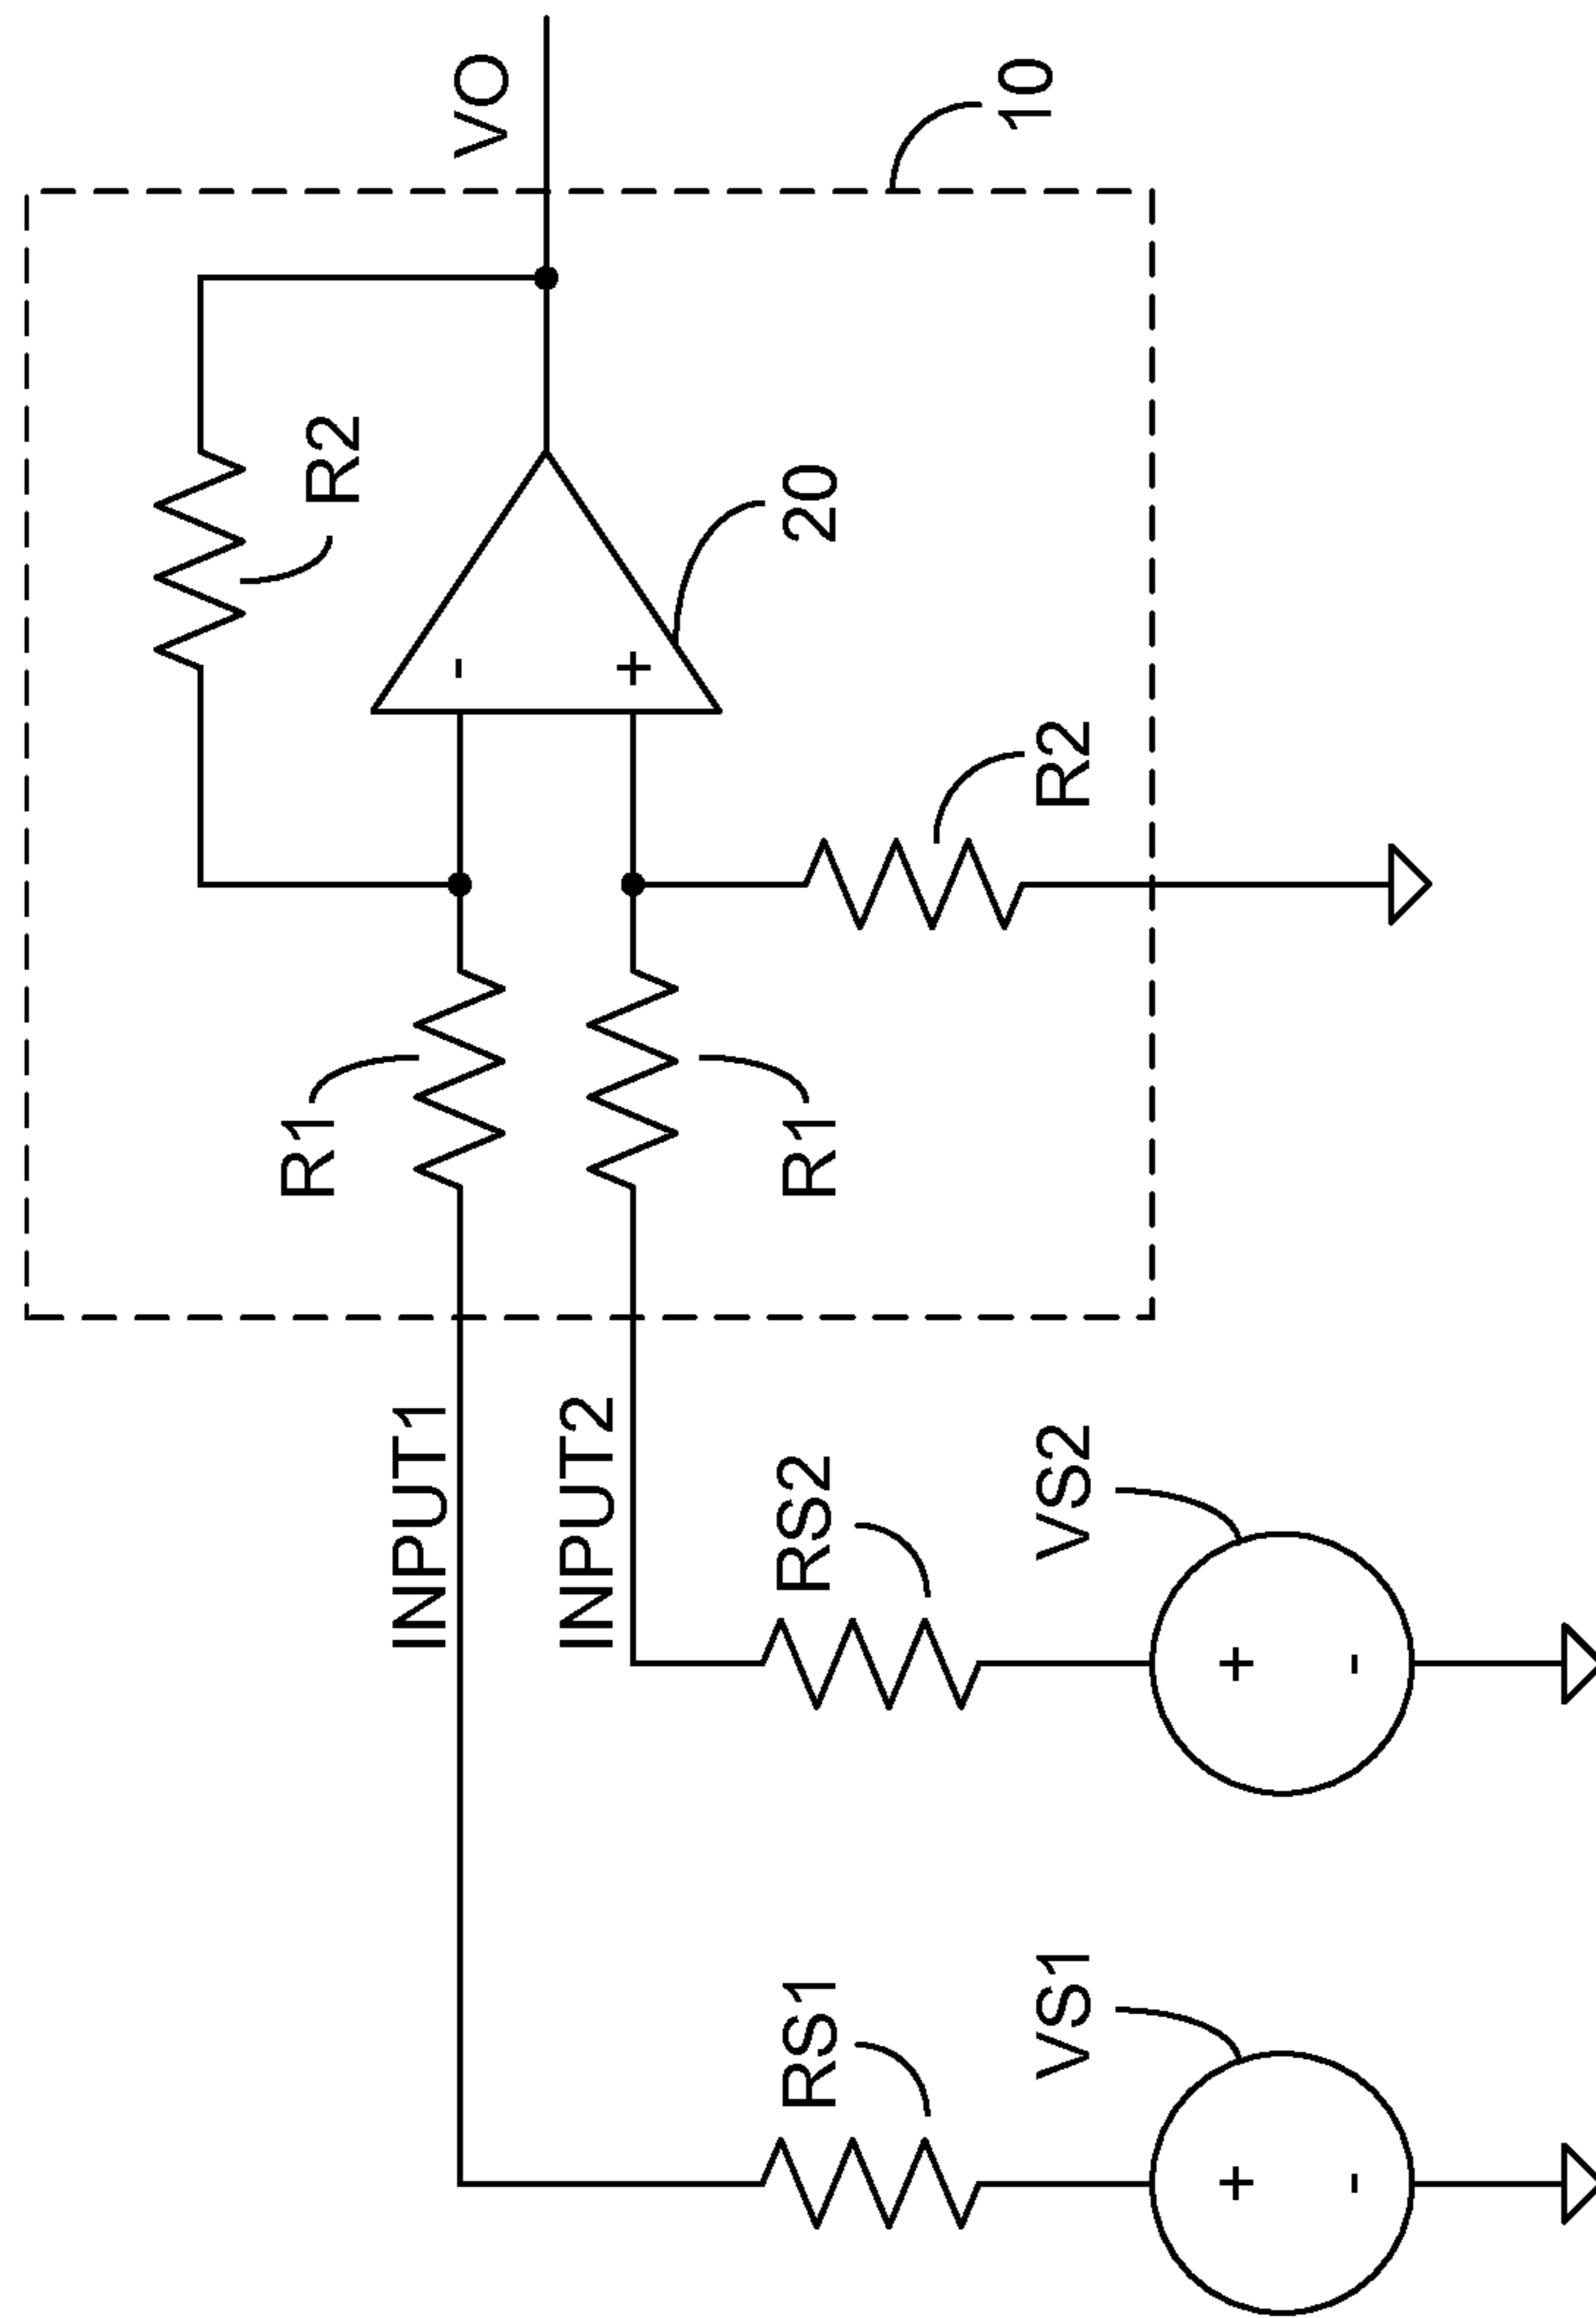 R2
VO
R1
INPUT1
-
20
+
INPUT2
R1
10
R2
RS1
RS2
VS1
VS2
+
+
-
-